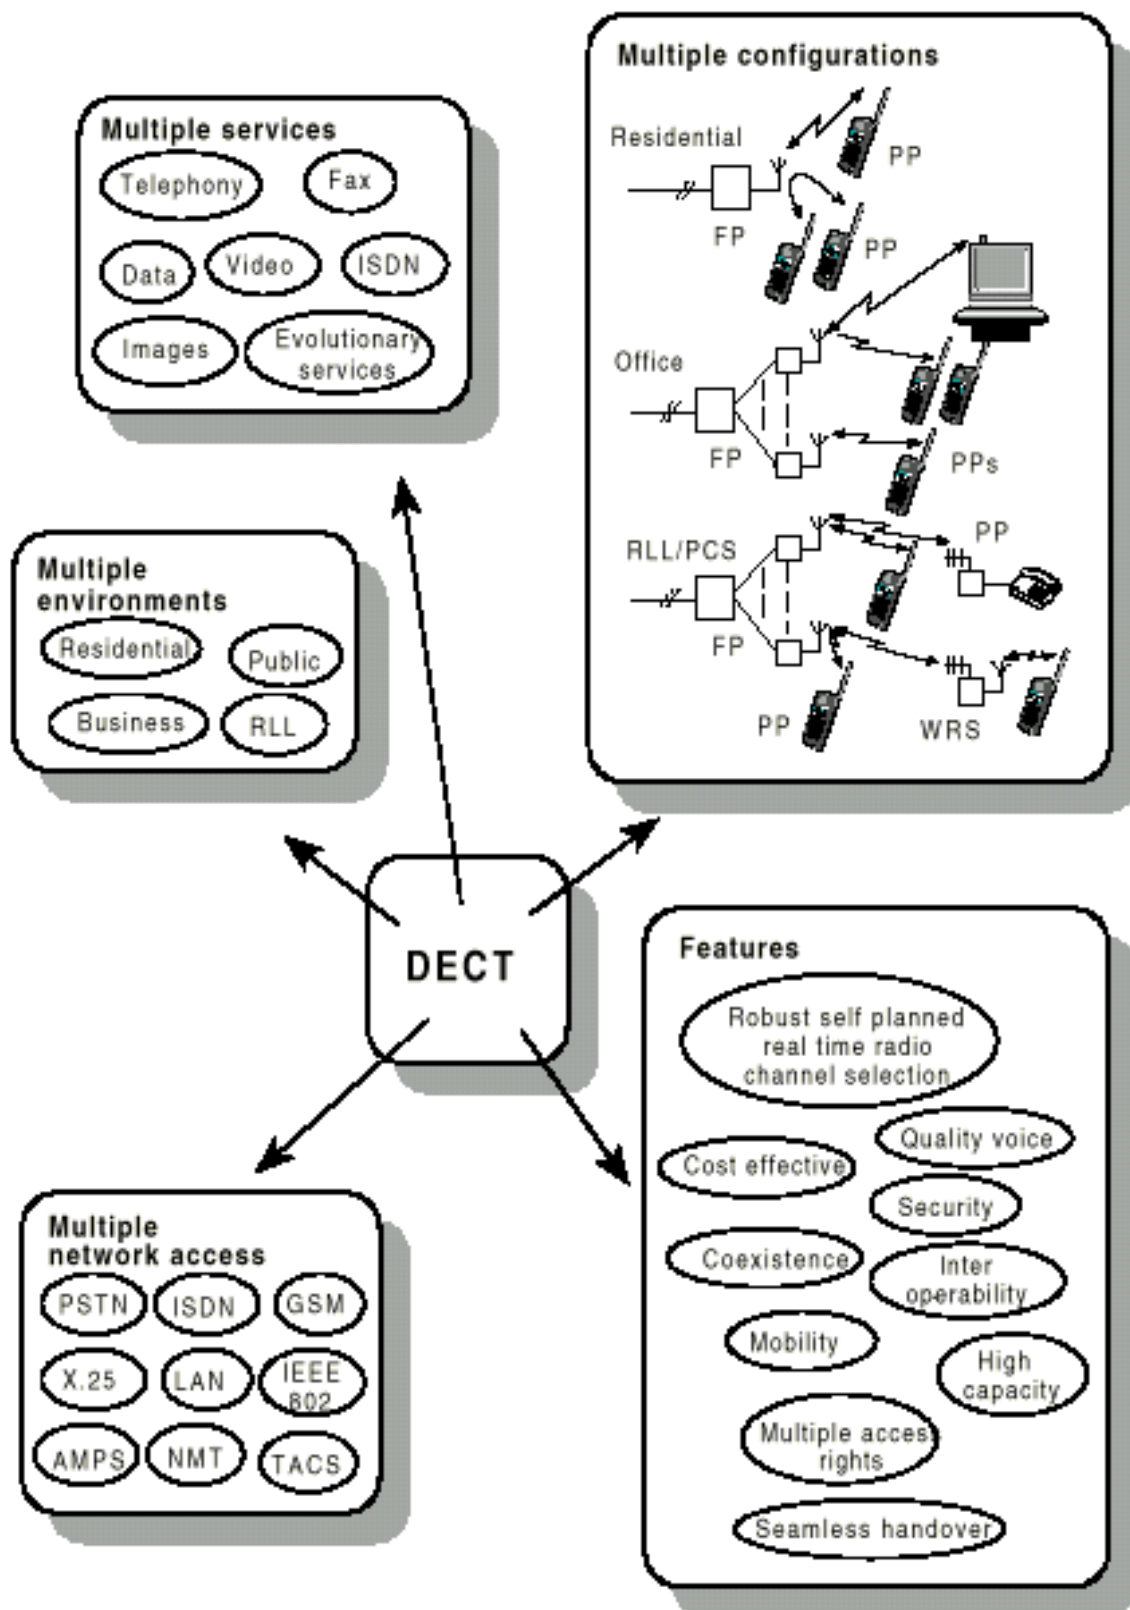 Multiple configurations
Residential
PP
FP
PP
Office
FP
PPs
RLL/PCS
PP
FP
PP
WRS
Multiple services
Telephony
Fax
Data
Video
ISDN
Images
Evolutionary
services
Multiple
environments
Residential
Public
Business
RLL
DECT
Features
Robust self planned
real time radio
channel selection
Quality voice
Cost effective
Security
Coexistence
Inter
operability
Mobility
High
capacity
Multiple access
rights
Seamless handover
Multiple
network access
PSTN
ISDN
GSM
X.25
LAN
IEEE
802
AMPS
NMT
TACS